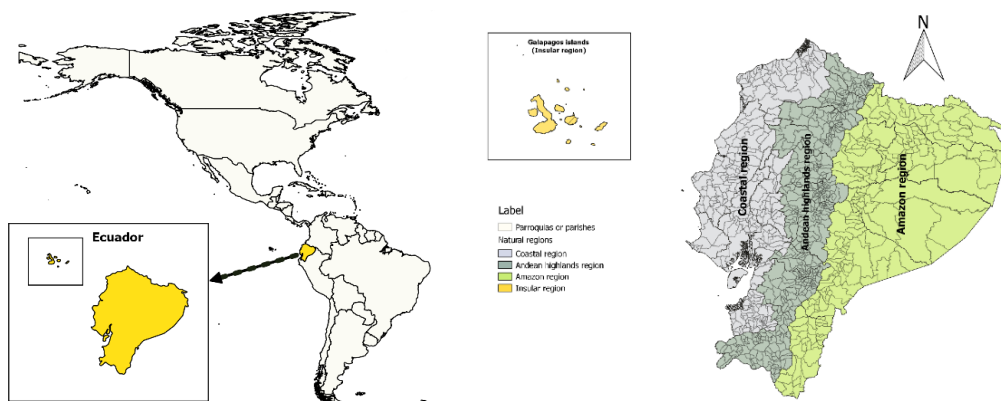 Ecuador
Galapagos islands
(Insular region)
Label
Parroquias or parishes
Natural regions
Coastal region
Andean highlands region
Amazon region
Insular region
N
Coastal region
Andean highlands region
Amazon region